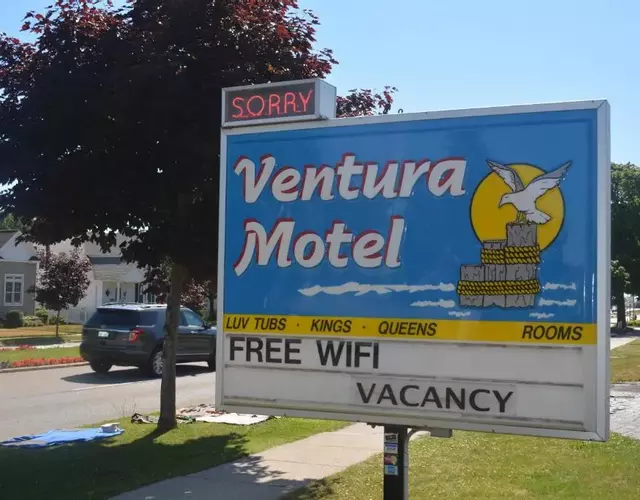 SORRY
Ventura
Motel
LUV TUBS · KINGS · QUEENS ROOMS
FREE WIFI
VACANCY